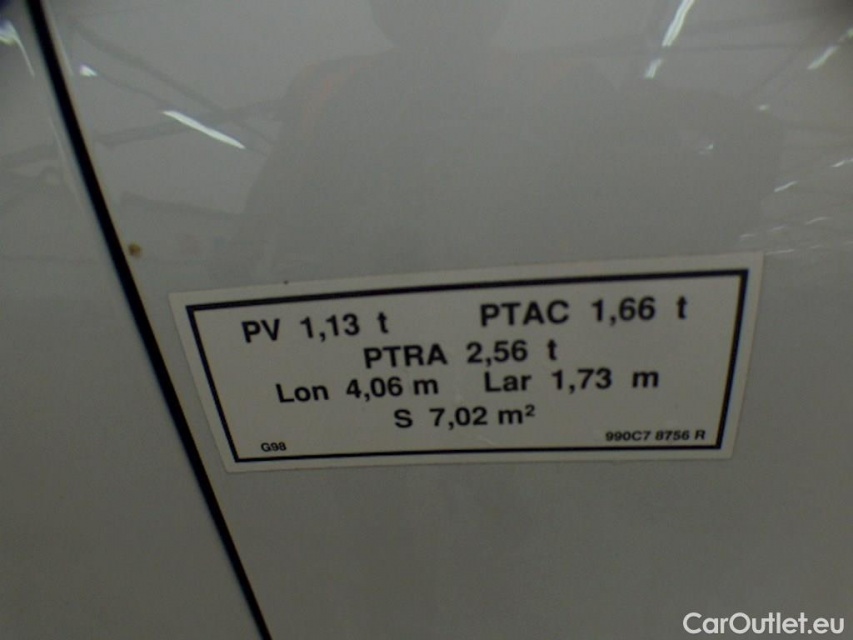 PV 1,13 t PTAC 1,66 t
PTRA 2,56 t
Lon 4,06 m Lar 1,73 m
S 7,02 m²
G98 990C7 8756 R
CarOutlet.eu